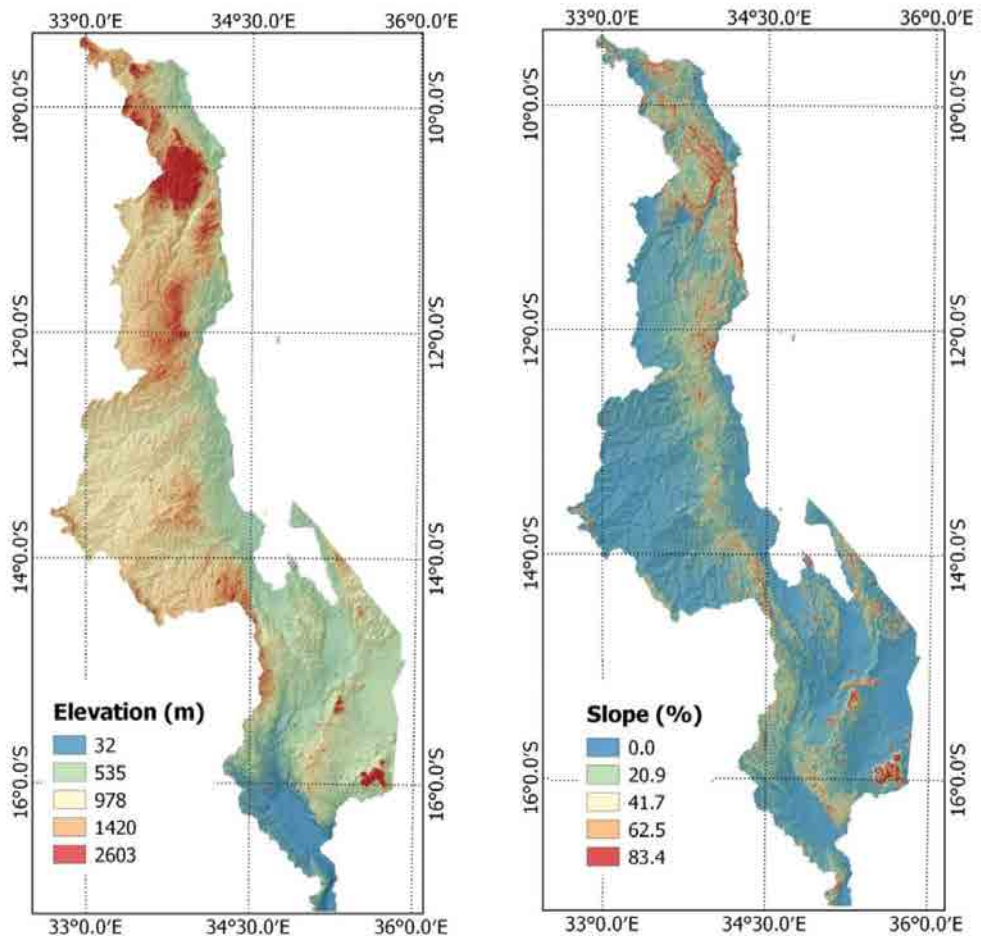 33°0.0'E 34°30.0'E 36°0.0'E
10°0.0'S
12°0.0'S
14°0.0'S
16°0.0'S
Elevation (m)
32
535
978
1420
2603
33°0.0'E 34°30.0'E 36°0.0'E
33°0.0'E 34°30.0'E 36°0.0'E
10°0.0'S 10°0.0'S
12°0.0'S 12°0.0'S
14°0.0'S 14°0.0'S
16°0.0'S 16°0.0'S
Slope (%)
0.0
20.9
41.7
62.5
83.4
33°0.0'E 34°30.0'E 36°0.0'E
10°0.0'S
12°0.0'S
14°0.0'S
16°0.0'S